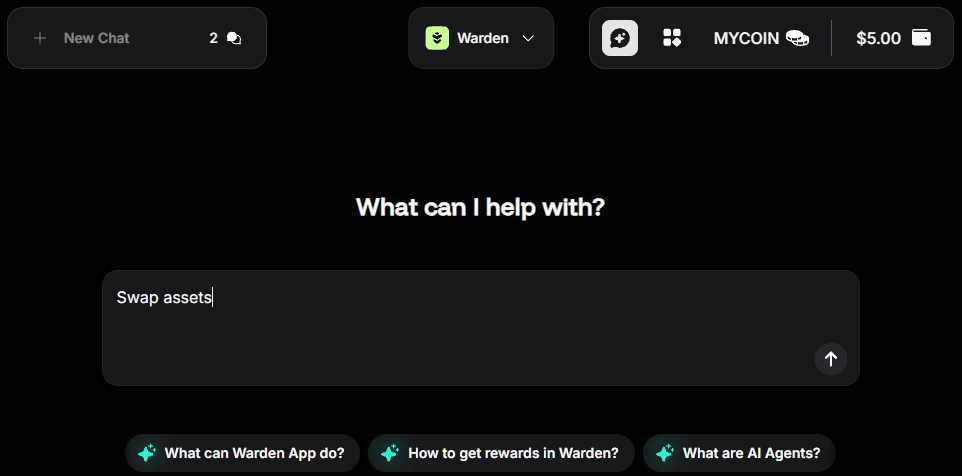 New Chat 2 Warden MYCOIN $5.00
What can I help with?
Swap assets
What can Warden App do? How to get rewards in Warden? What are AI Agents?